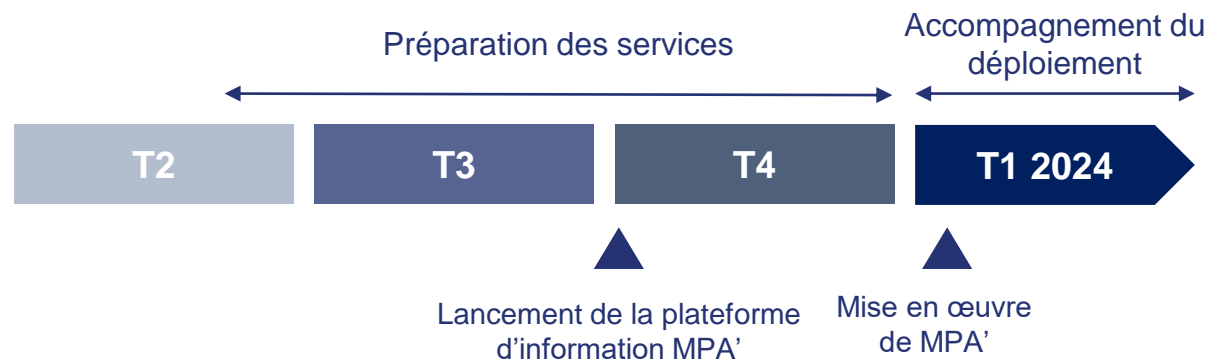 Préparation des services
Accompagnement du
déploiement
T2
T3
T4
T1 2024
Lancement de la plateforme
d’information MPA’
Mise en œuvre
de MPA’